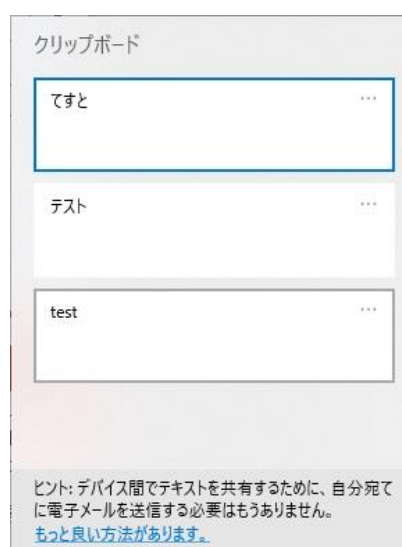 クリップボード
てすと
テスト
test
ヒント: デバイス間でテキストを共有するために、自分宛て
に電子メールを送信する必要はもうありません。
もっと良い方法があります。